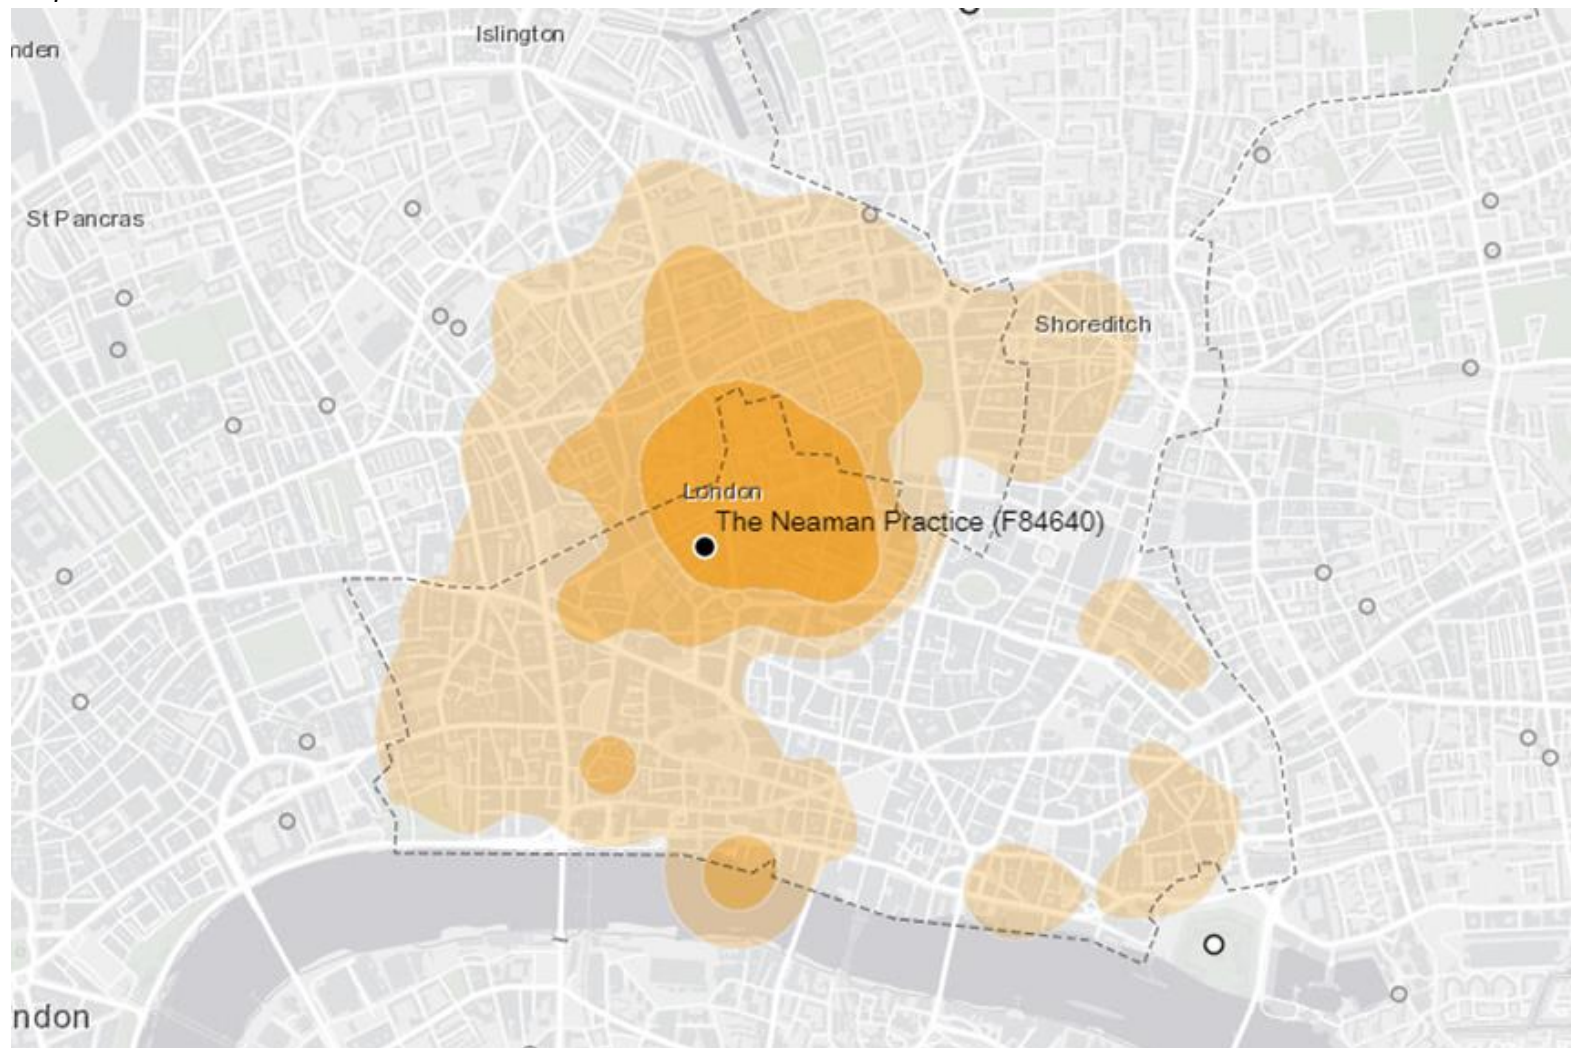 Islington
nden
St Pancras
Shoreditch
London
The Neaman Practice (F84640)
ndon